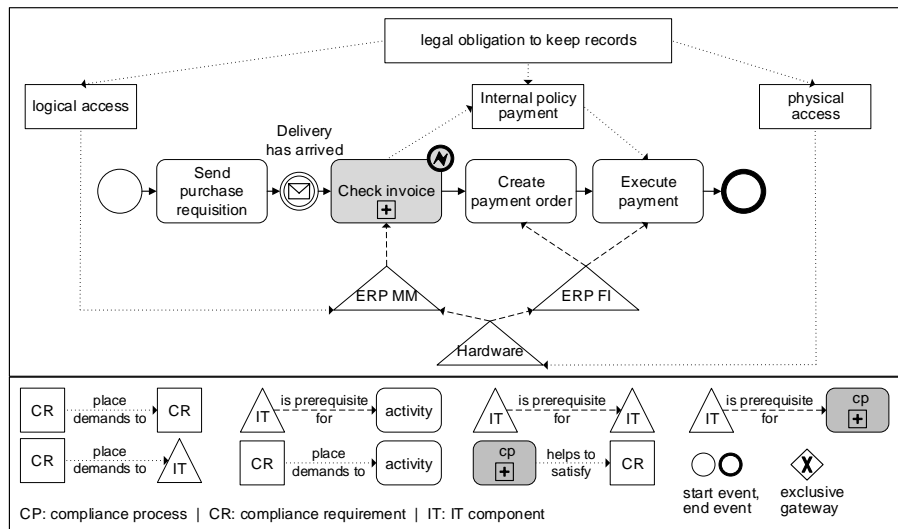 legal obligation to keep records
logical access
Internal policy
payment
physical
access
Delivery
has arrived
Send
purchase
requisition
Check invoice
Create
payment order
Execute
payment
ERP MM
ERP FI
Hardware
CR
place
demands to
CR
IT
is prerequisite
for
activity
IT
is prerequisite
for
IT
IT
is prerequisite
for
cp
CR
place
demands to
IT
CR
place
demands to
activity
cp
helps to
satisfy
CR
start event,
end event
X
exclusive
gateway
CP: compliance process | CR: compliance requirement | IT: IT component